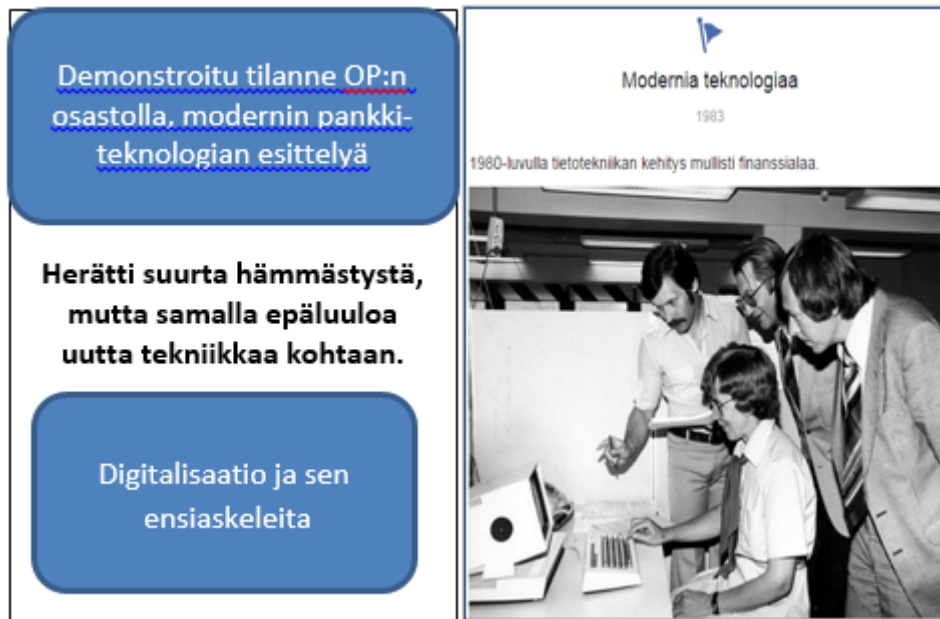 Demonstroitu tilanne OP:n
osastolla, modernin pankki-
teknologian esittelyä
Herätti suurta hämmästystä,
mutta samalla epäluuloa
uutta tekniikkaa kohtaan.
Digitalisaatio ja sen
ensiaskeleita
Modernia teknologiaa
1983
1980-luvulla tietotekniikan kehitys mullisti finanssialaa.